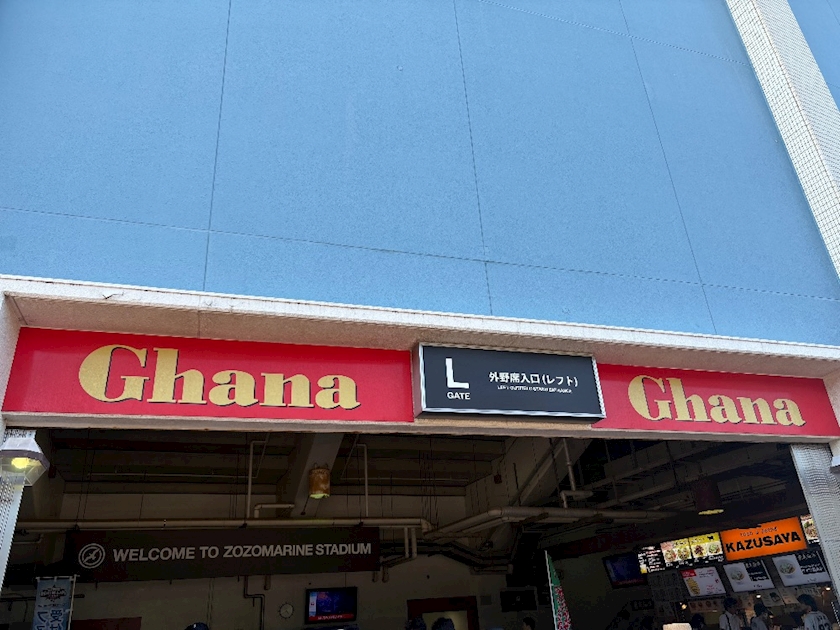 Ghana
L
GATE
外野席入口(レフト)
Ghana
WELCOME TO ZOZOMARINE STADIUM
KAZUSAYA